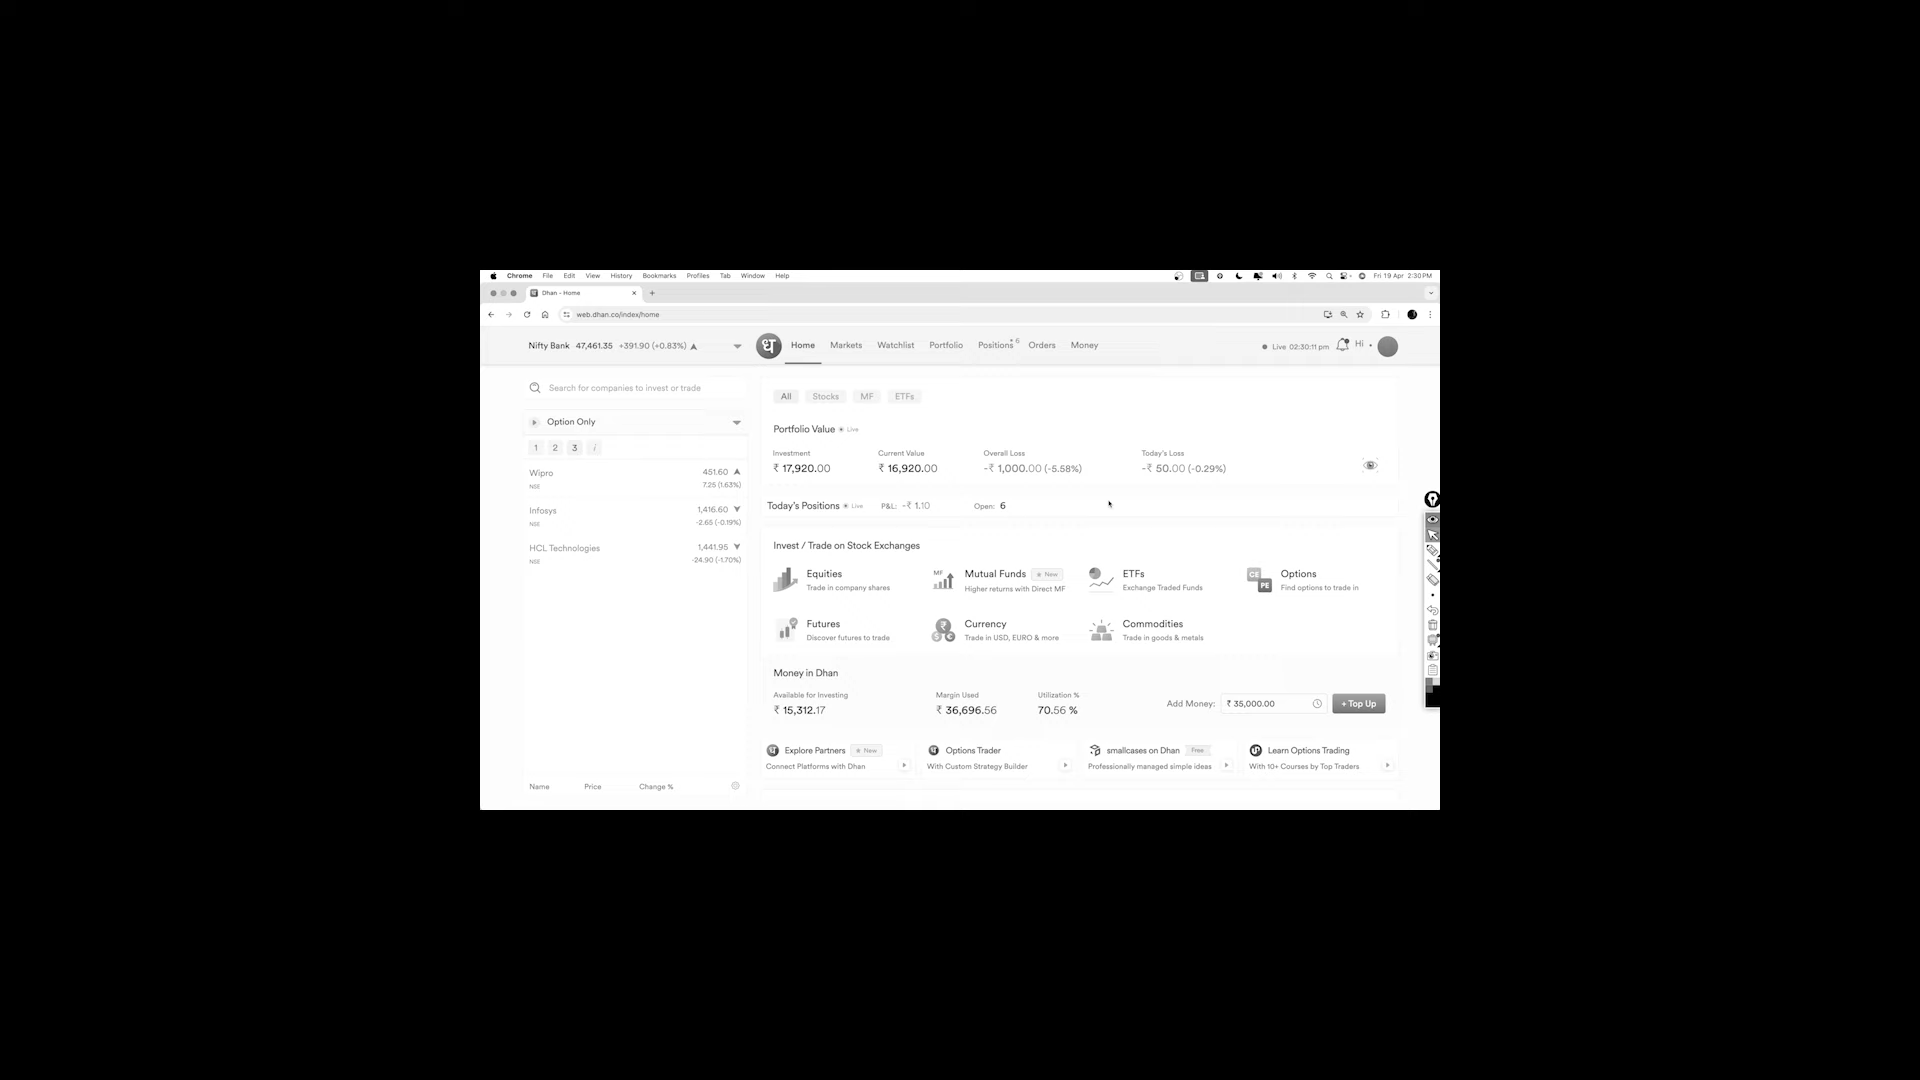 Chrome File Edit View History Bookmarks Profiles Tab Window Help Fri 19 Apr 2:30PM
Dhan - Home
web.dhan.co/index/home
Nifty Bank 47,461.35 +391.90 (+0.83%)
ध Home Markets Watchlist Portfolio Positions 6 Orders Money
Live 02:30:11 pm Hi
Search for companies to invest or trade
Option Only
1 2 3 i
Wipro 451.60
NSE 7.25 (1.63%)
Infosys 1,416.60
NSE -2.65 (-0.19%)
HCL Technologies 1,441.95
NSE -24.90 (-1.70%)
Name Price Change %
All Stocks MF ETFs
Portfolio Value Live
Investment Current Value Overall Loss Today's Loss
₹ 17,920.00 ₹ 16,920.00 -₹ 1,000.00 (-5.58%) -₹ 50.00 (-0.29%)
Today's Positions Live P&L: -₹ 1.10 Open: 6
Invest / Trade on Stock Exchanges
Equities
Trade in company shares
MF
Mutual Funds New
Higher returns with Direct MF
ETFs
Exchange Traded Funds
CE PE
Options
Find options to trade in
Futures
Discover futures to trade
Currency
Trade in USD, EURO & more
Commodities
Trade in goods & metals
Money in Dhan
Available for Investing Margin Used Utilization %
₹ 15,312.17 ₹ 36,696.56 70.56 %
Add Money: ₹ 35,000.00 + Top Up
Explore Partners New
Connect Platforms with Dhan
Options Trader
With Custom Strategy Builder
smallcases on Dhan Free
Professionally managed simple ideas
Learn Options Trading
With 10+ Courses by Top Traders